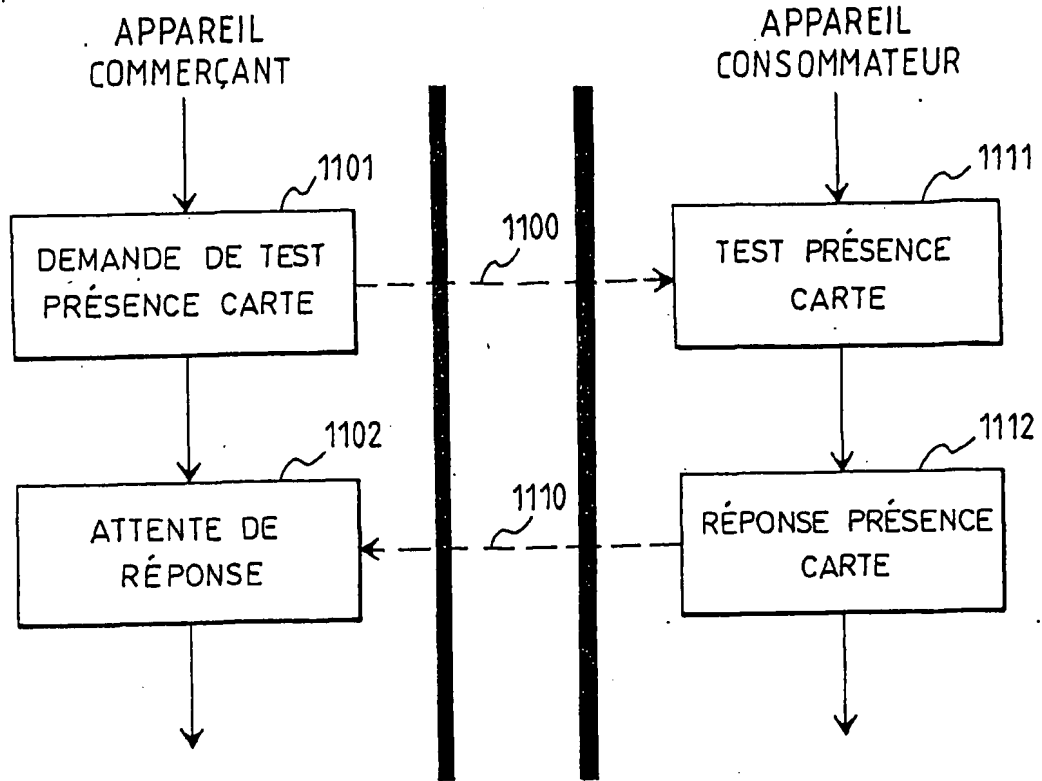 APPAREIL
COMMERÇANT
APPAREIL
CONSOMMATEUR
1101
DEMANDE DE TEST
PRÉSENCE CARTE
1100
1111
TEST PRÉSENCE
CARTE
1102
ATTENTE DE
RÉPONSE
1110
1112
RÉPONSE PRÉSENCE
CARTE